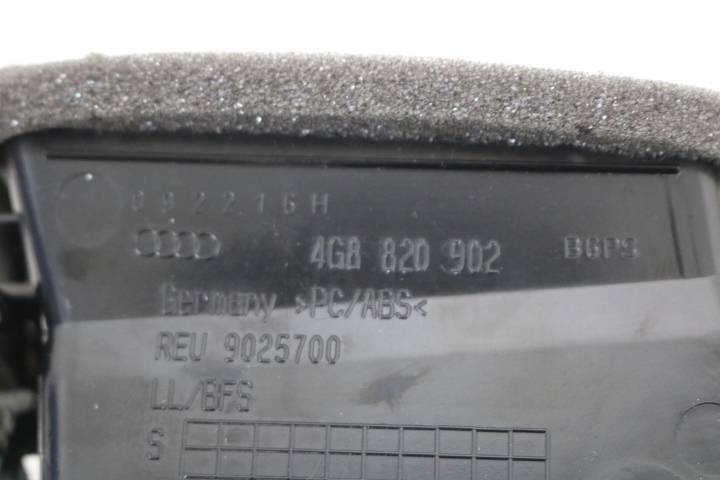 092216H
4G8 820 902 BGPS
Germany >PC/ABS<
REU 9025700
LL/BFS
S